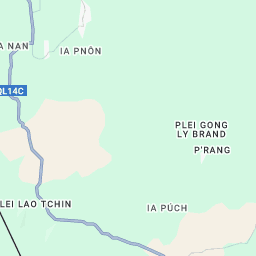 A NAN
IA PNÔN
QL14C
PLEI GONG
LY BRAND
P'RANG
LEI LAO TCHIN
IA PÚCH